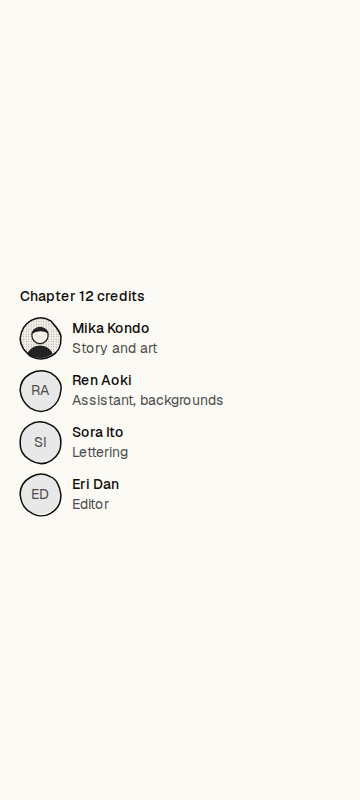 Chapter 12 credits
Mika Kondo
Story and art
RA
Ren Aoki
Assistant, backgrounds
SI
Sora Ito
Lettering
ED
Eri Dan
Editor